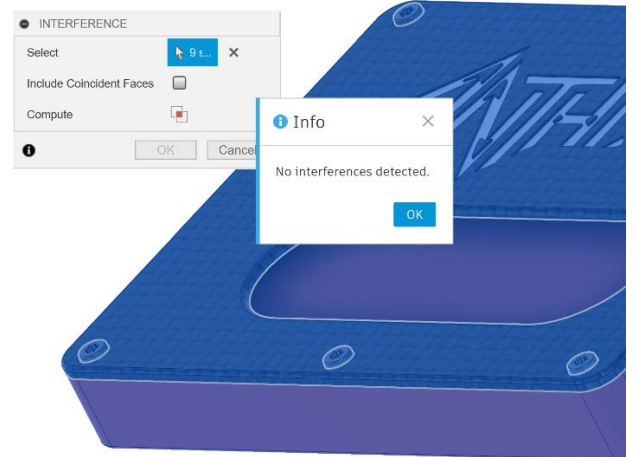 INTERFERENCE
Select
9 s...
Include Coincident Faces
Compute
OK
Cancel
Info
No interferences detected.
OK